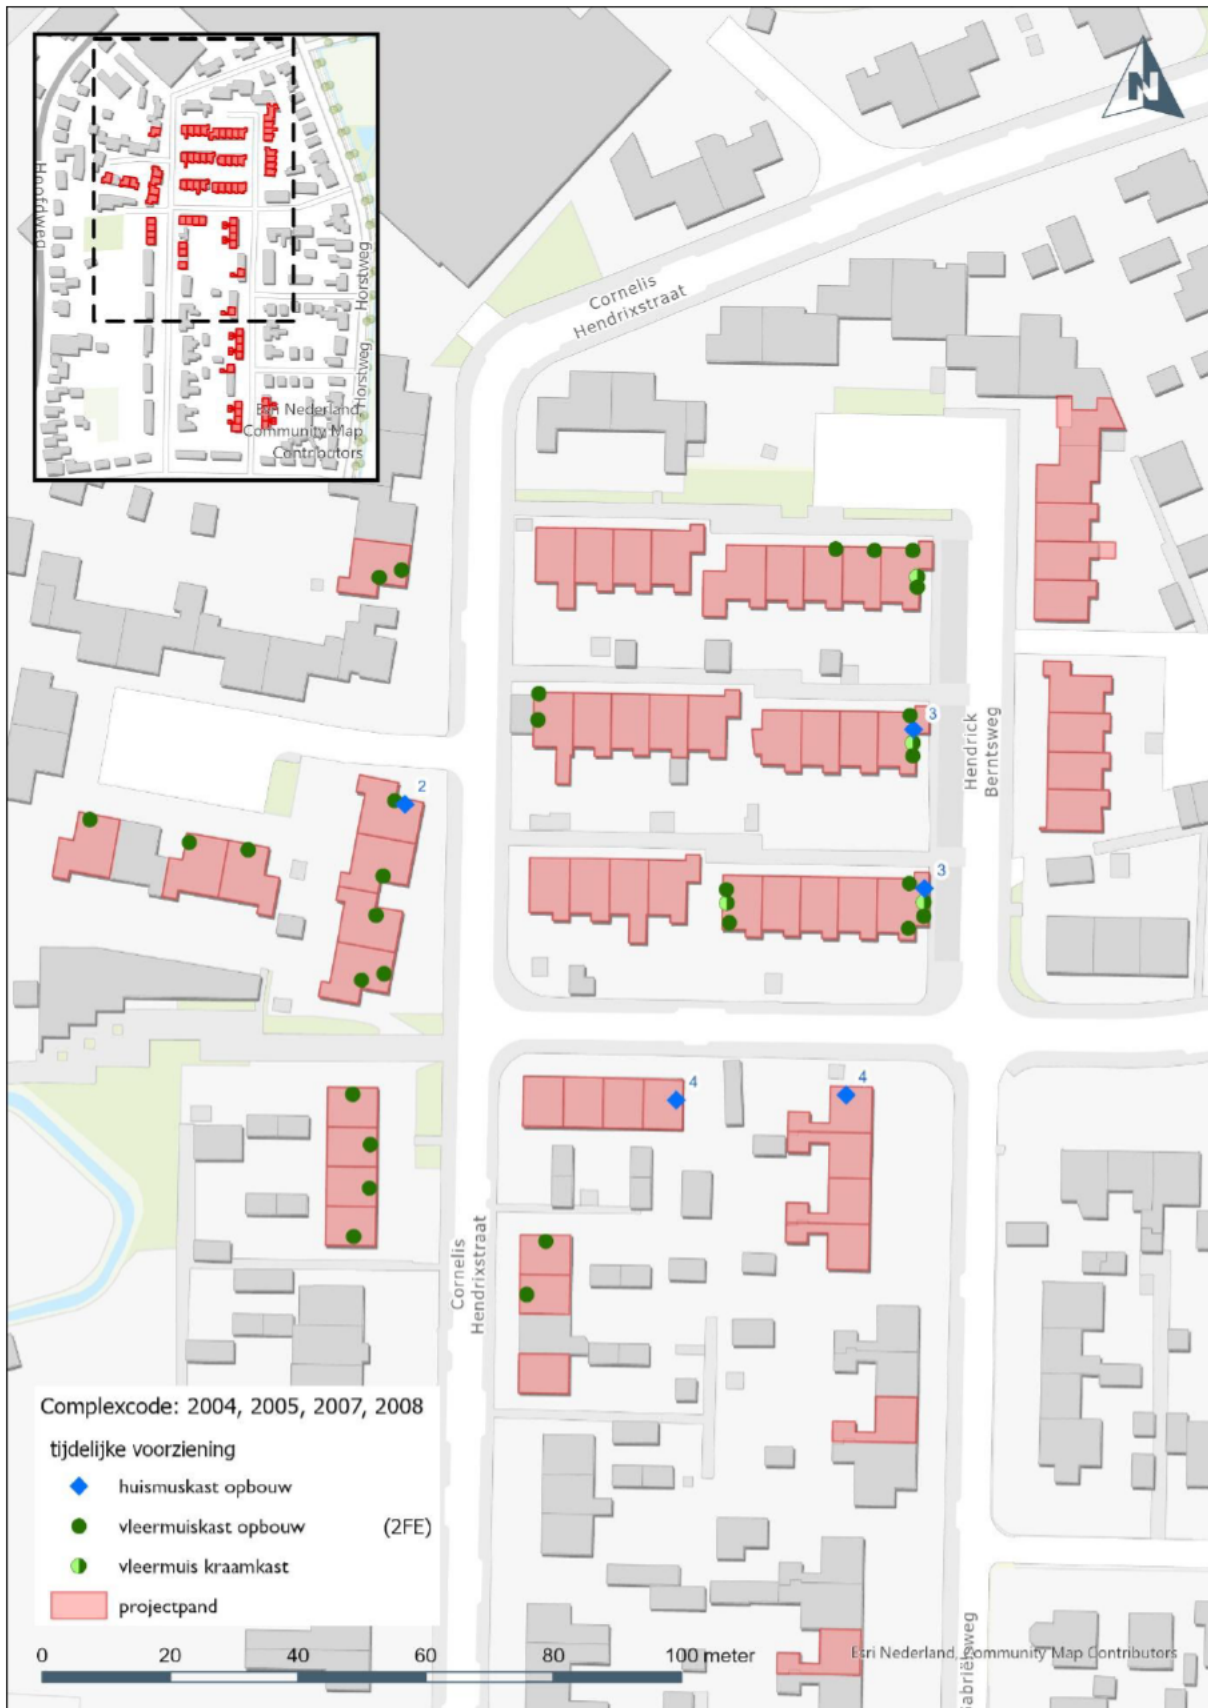 N
Hoofdweg
Horstweg
Horstweg
Esri Nederland,
Community Map
Contributors
Cornelis
Hendrixstraat
3
Hendrick
Berntsweg
2
3
4
4
Cornelis
Hendrixstraat
Complexcode: 2004, 2005, 2007, 2008
tijdelijke voorziening
huismuskast opbouw
vleermuiskast opbouw (2FE)
vleermuis kraamkast
projectpand
0 20 40 60 80 100 meter
Esri Nederland, Community Map Contributors
abriëlsweg